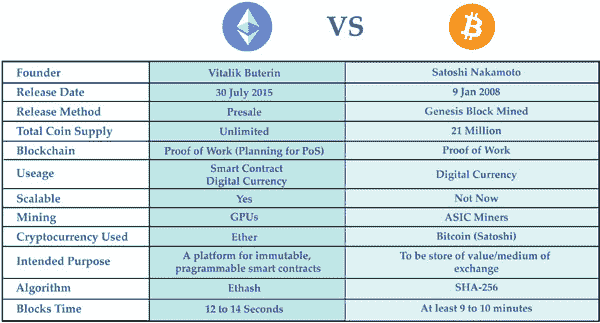 VS
Founder Vitalik Buterin Satoshi Nakamoto
Release Date 30 July 2015 9 Jan 2008
Release Method Presale Genesis Block Mined
Total Coin Supply Unlimited 21 Million
Blockchain Proof of Work (Planning for PoS) Proof of Work
Useage Smart Contract Digital Currency Digital Currency
Scalable Yes Not Now
Mining GPUs ASIC Miners
Cryptocurrency Used Ether Bitcoin (Satoshi)
Intended Purpose A platform for immutable, pragrammable smart contracts To be store of value/medium of exchange
Algorithm Ethash SHA-256
Blocks Time 12 to 14 Seconds At least 9 to 10 minutes